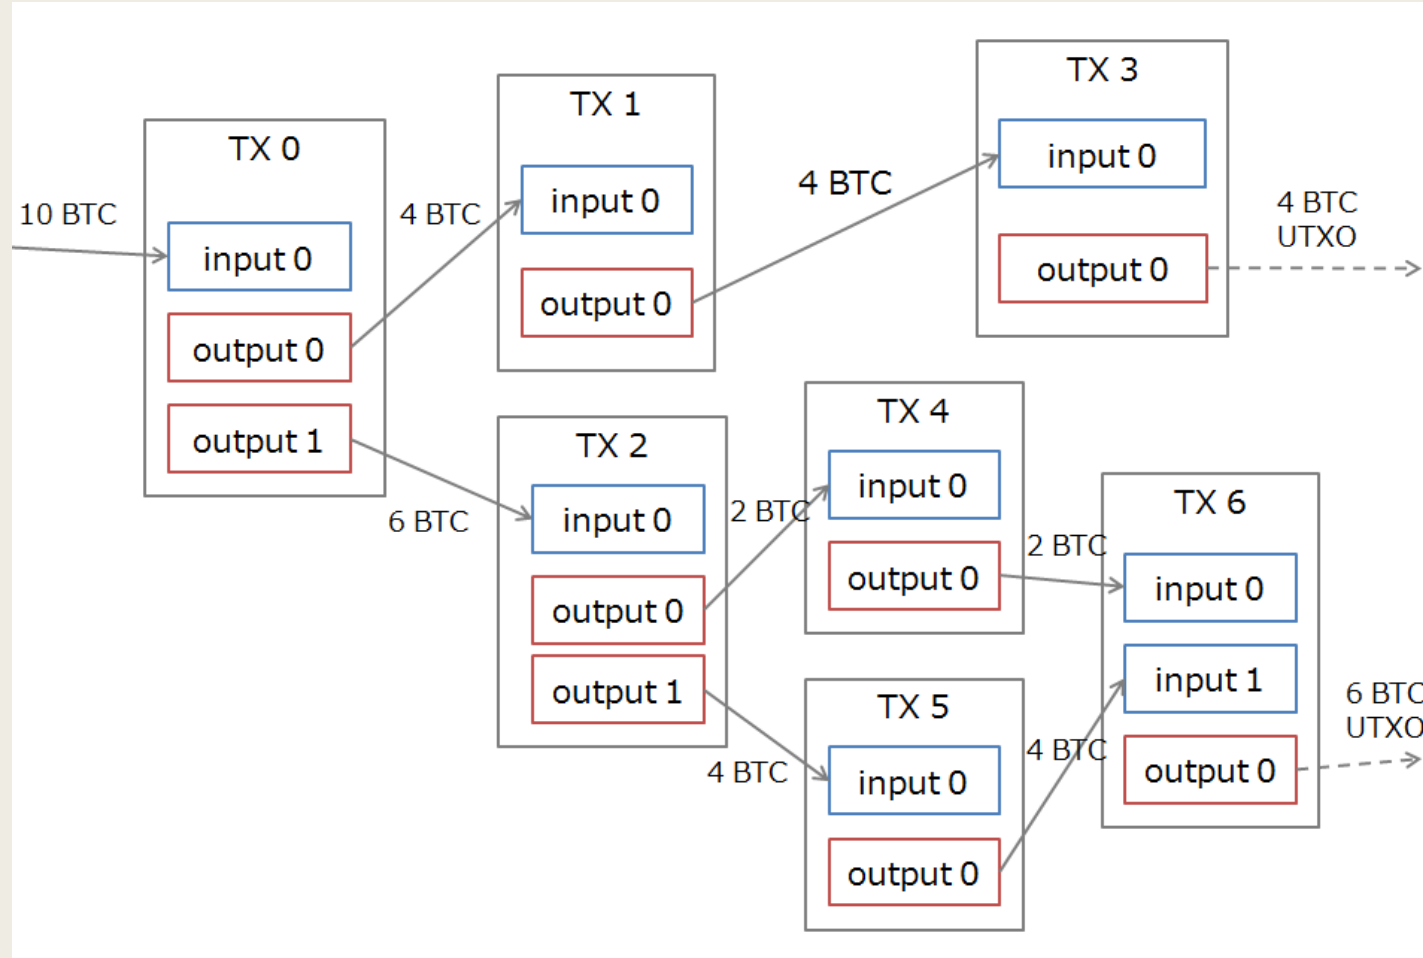 10 BTC
TX 0
input 0
output 0
output 1
4 BTC
6 BTC
TX 1
input 0
output 0
4 BTC
TX 3
input 0
output 0
4 BTC
UTXO
TX 2
input 0
output 0
output 1
2 BTC
4 BTC
TX 4
input 0
output 0
2 BTC
TX 5
input 0
output 0
4 BTC
TX 6
input 0
input 1
output 0
6 BTC
UTXO